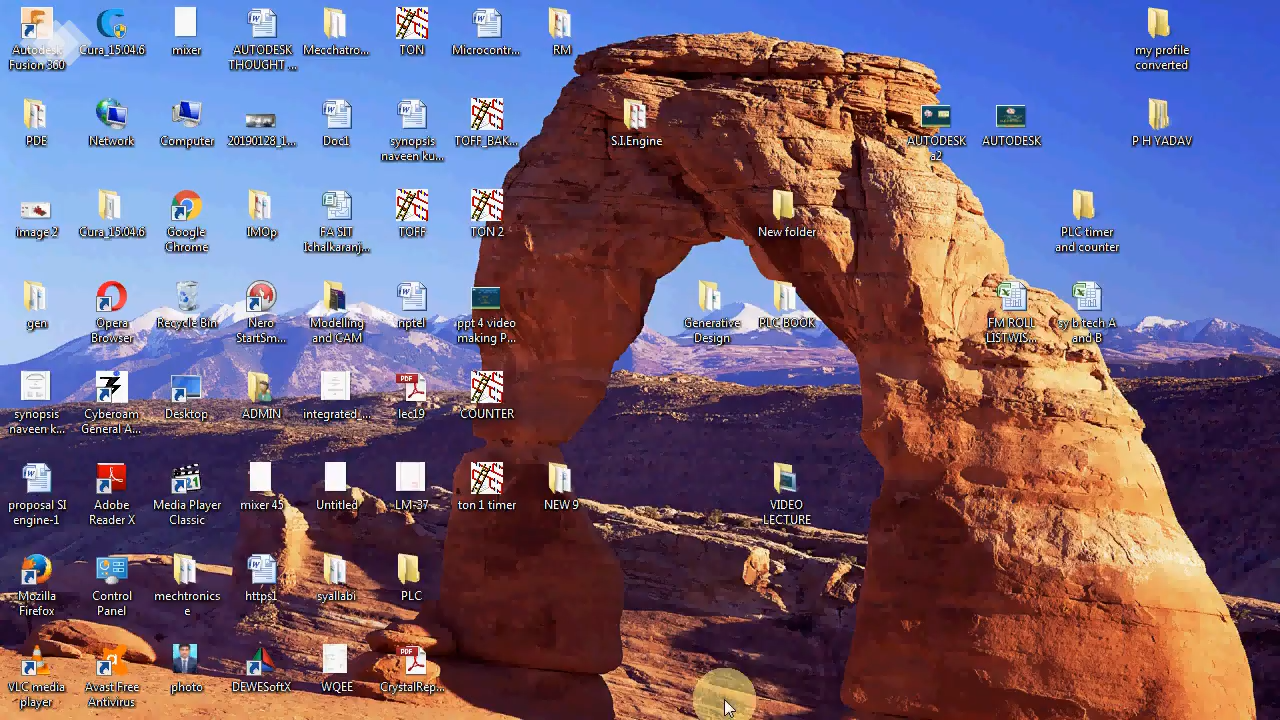 Autodesk Fusion 360
Cura_15.04.6
mixer
AUTODESK THOUGHT ...
Mecchatro...
TON
Microcontr...
RM
my profile converted
PDE
Network
Computer
20190128_1...
Doc1
synopsis naveen ku...
TOFF_BAK...
S.I.Engine
AUTODESK a2
AUTODESK
P H YADAV
image 2
Cura_15.04.6
Google Chrome
IMOp
FA SIT Ichalkaranj...
TOFF
TON 2
New folder
PLC timer and counter
gen
Opera Browser
Recycle Bin
Nero StartSm...
Modelling and CAM
nptel
ppt 4 video making P...
Generative Design
PLC BOOK
FM ROLL LISTWIS...
sy b tech A and B
synopsis naveen k...
Cyberoam General A...
Desktop
ADMIN
integrated ...
lec19
COUNTER
proposal SI engine-1
Adobe Reader X
Media Player Classic
mixer 45
Untitled
LM-37
ton 1 timer
NEW 9
VIDEO LECTURE
Mozilla Firefox
Control Panel
mechtronics e
https1
syallabi
PLC
VLC media player
Avast Free Antivirus
photo
DEWESoftX
WQEE
CrystalRep...